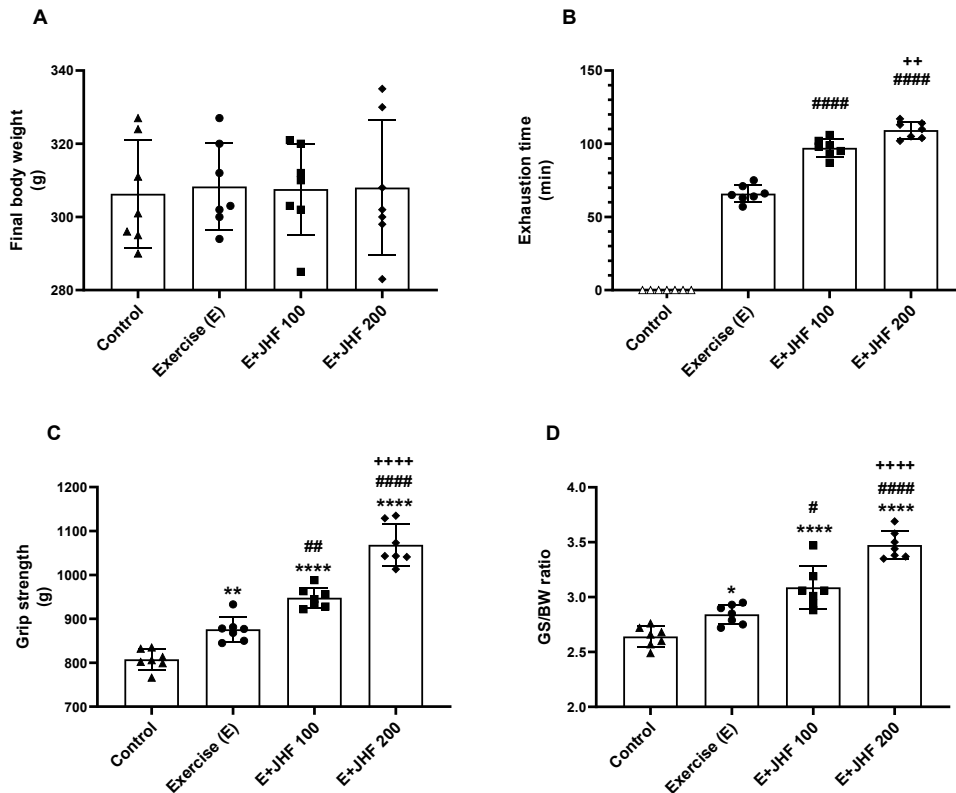 A
Final body weight
(g)
340
320
300
280
Control
Exercise (E)
E+JHF 100
E+JHF 200
B
Exhaustion time
(min)
150
100
50
0
++
####
####
Control
Exercise (E)
E+JHF 100
E+JHF 200
C
Grip strength
(g)
1200
1100
1000
900
800
700
**
##
****
++++
####
****
Control
Exercise (E)
E+JHF 100
E+JHF 200
D
GS/BW ratio
4.0
3.5
3.0
2.5
2.0
*
#
****
++++
####
****
Control
Exercise (E)
E+JHF 100
E+JHF 200